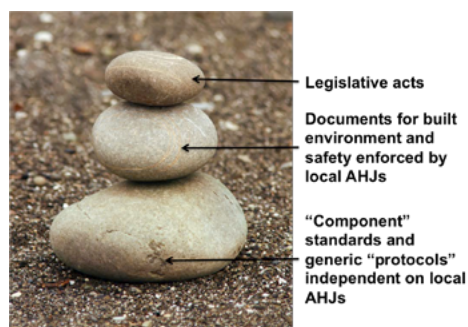 Legislative acts
Documents for built
environment and
safety enforced by
local AHJs
“Component”
standards and
generic “protocols”
independent on local
AHJs